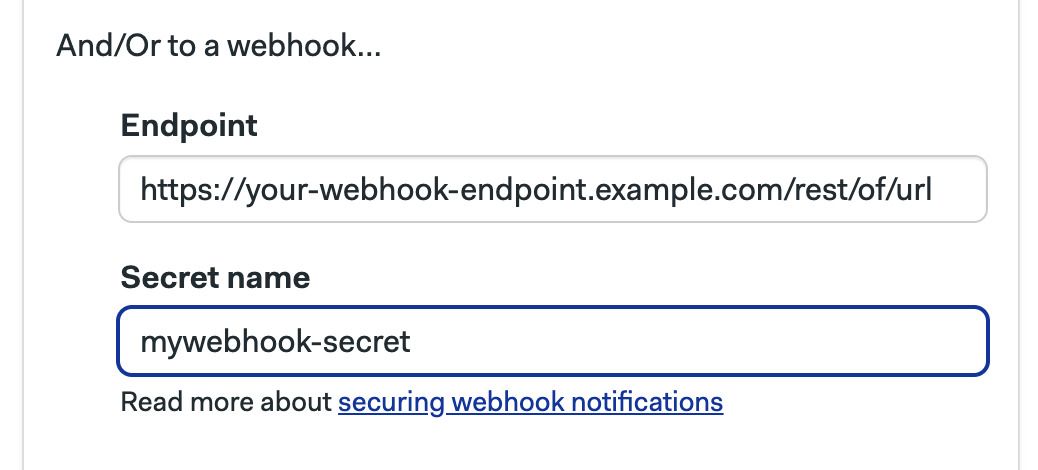 And/Or to a webhook...
Endpoint
https://your-webhook-endpoint.example.com/rest/of/url
Secret name
mywebhook-secret
Read more about securing webhook notifications